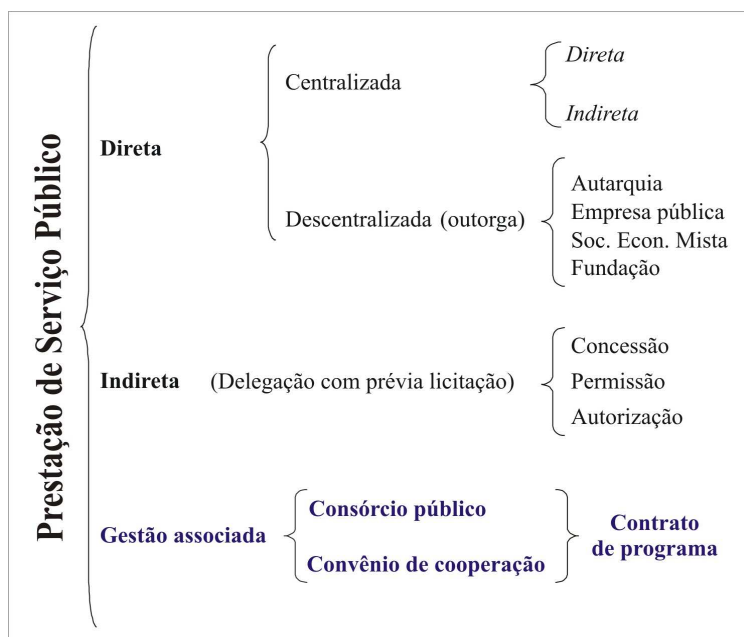 Prestação de Serviço Público
Direta
Centralizada
Direta
Indireta
Descentralizada (outorga)
Autarquia
Empresa pública
Soc. Econ. Mista
Fundação
Indireta (Delegação com prévia licitação)
Concessão
Permissão
Autorização
Gestão associada
Consórcio público
Convênio de cooperação
Contrato
de programa